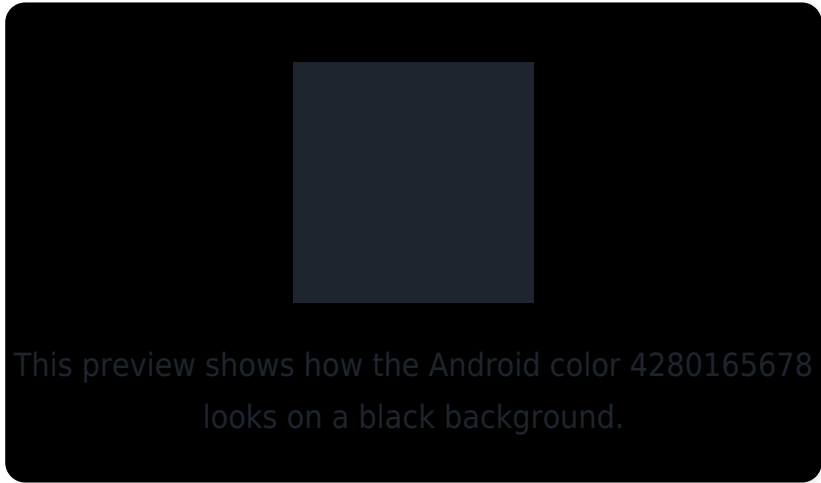 This preview shows how the Android color 4280165678
looks on a black background.